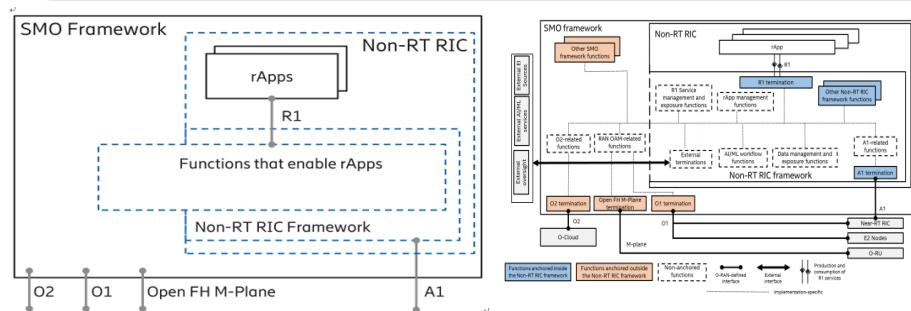 SMO Framework
Non-RT RIC
rApps
R1
Functions that enable rApps
Non-RT RIC Framework
O2
O1
Open FH M-Plane
A1
SMO framework
Non-RT RIC
Other SMO
framework functions
rApp
R1
R1 termination
Other Non-RT RIC
framework functions
R1 Service
management and
exposure functions
rApp management
functions
External EI
Sources
External AI/ML
services
External
oversight
O2-related
functions
RAN OAM-related
functions
External
terminations
AI/ML workflow
functions
Data management and
exposure functions
A1-related
functions
Non-RT RIC framework
A1 termination
O2 termination
Open FH M-Plane
termination
O1 termination
A1
O2
O1
M-plane
O-Cloud
Near-RT RIC
E2 Nodes
O-RU
Functions anchored inside
the Non-RT RIC framework
Functions anchored outside
the Non-RT RIC framework
Non-anchored
functions
O-RAN-defined
interface
External
interface
Production and
consumption of
R1 services
Implementation-specific